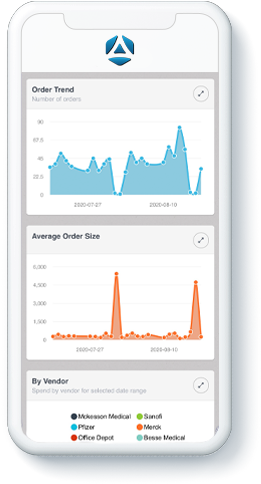 Order Trend
Number of orders
90
67.5
45
22.5
0
2020-07-27 2020-08-10
Average Order Size
6,000
4,500
3,000
1,500
0
2020-07-27 2020-08-10
By Vendor
Spend by vendor for selected date range
Mckesson Medical Sanofi
Pfizer Merck
Office Depot Besse Medical